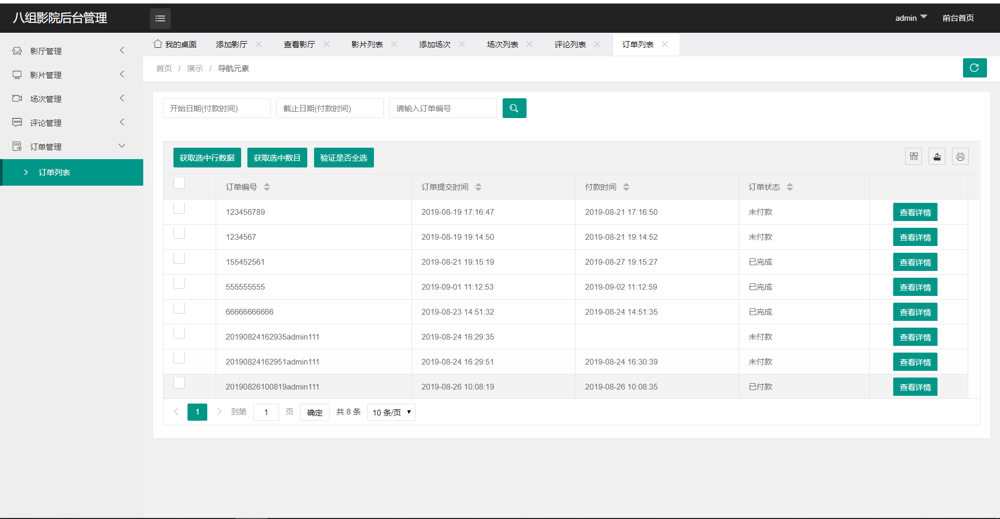 八组影院后台管理
admin
前台首页
影厅管理
影片管理
场次管理
评论管理
订单管理
订单列表
我的桌面 添加影厅 查看影厅 影片列表 添加场次 场次列表 评论列表 订单列表
首页 / 演示 / 导航元素
开始日期(付款时间) 截止日期(付款时间) 请输入订单编号
获取选中行数据 获取选中数目 验证是否全选
订单编号 订单提交时间 付款时间 订单状态
123456789 2019-08-19 17:16:47 2019-08-21 17:16:50 未付款 查看详情
1234567 2019-08-19 19:14:50 2019-08-21 19:14:52 未付款 查看详情
155452561 2019-08-21 19:15:19 2019-08-27 19:15:27 已完成 查看详情
555555555 2019-09-01 11:12:53 2019-09-02 11:12:59 已完成 查看详情
66666666666 2019-08-23 14:51:32 2019-08-24 14:51:35 已完成 查看详情
20190824162935admin111 2019-08-24 16:29:35 未付款 查看详情
20190824162951admin111 2019-08-24 16:29:51 2019-08-24 16:30:39 未付款 查看详情
20190826100819admin111 2019-08-26 10:08:19 2019-08-26 10:08:35 已付款 查看详情
1 到第 1 页 确定 共 8 条 10 条/页